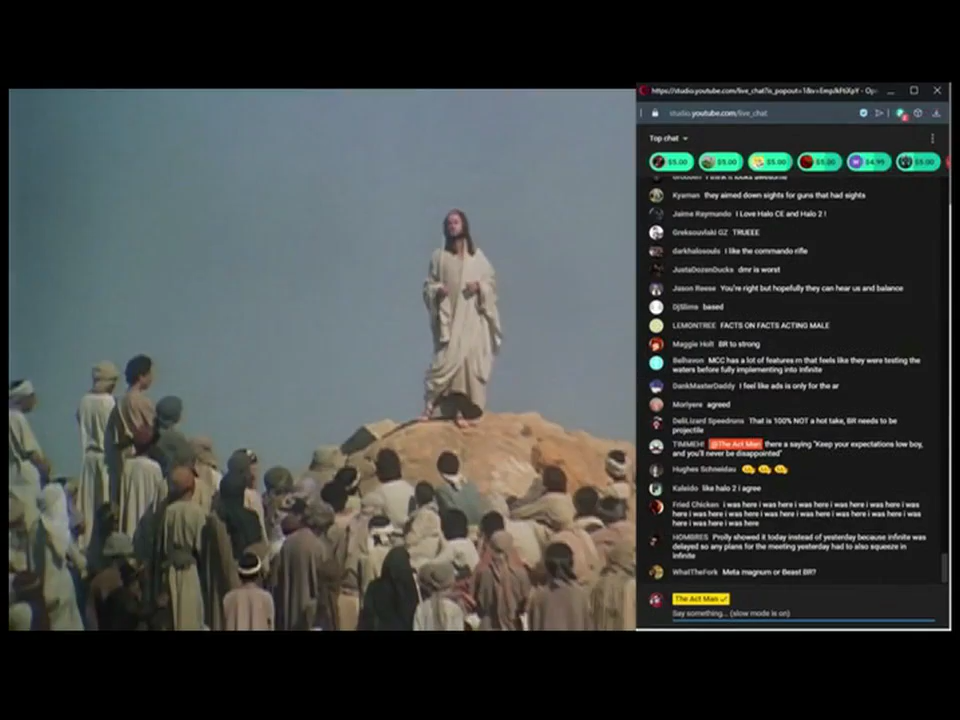 studio.youtube.com/live_chat
Top chat
$5.00 $5.00 $5.00 $5.00 $4.99 $5.00
Kyaman they aimed down sights for guns that had sights
Jaime Raymundo I Love Halo CE and Halo 2 !
Greksouvlaki GZ TRUEEE
darkhalosouls I like the commando rifle
JustaDozenDucks dmr is worst
Jason Reese You're right but hopefully they can hear us and balance
DjSlime based
LEMONTREE FACTS ON FACTS ACTING MALE
Maggie Holt BR to strong
Belhavon MCC has a lot of features rn that feels like they were testing the
waters before fully implementing into Infinite
DankMasterDaddy I feel like ads is only for the ar
Morlyere agreed
DeliLizard Speedruns That is 100% NOT a hot take, BR needs to be
projectile
TIMMEH! @The Act Man there a saying "Keep your expectations low boy,
and you'll never be disappointed"
Hughes Schneidau
Kaleido like halo 2 i agree
Fried Chicken i was here i was here i was here i was here i was here i was
here i was here i was here i was here i was here i was here i was here i was
here i was here i was here
HOMBRES Prolly showed it today instead of yesterday because infinite was
delayed so any plans for the meeting yesterday had to also squeeze in
infinite
WhatTheFork Meta magnum or Beast BR?
The Act Man
Say something... (slow mode is on)